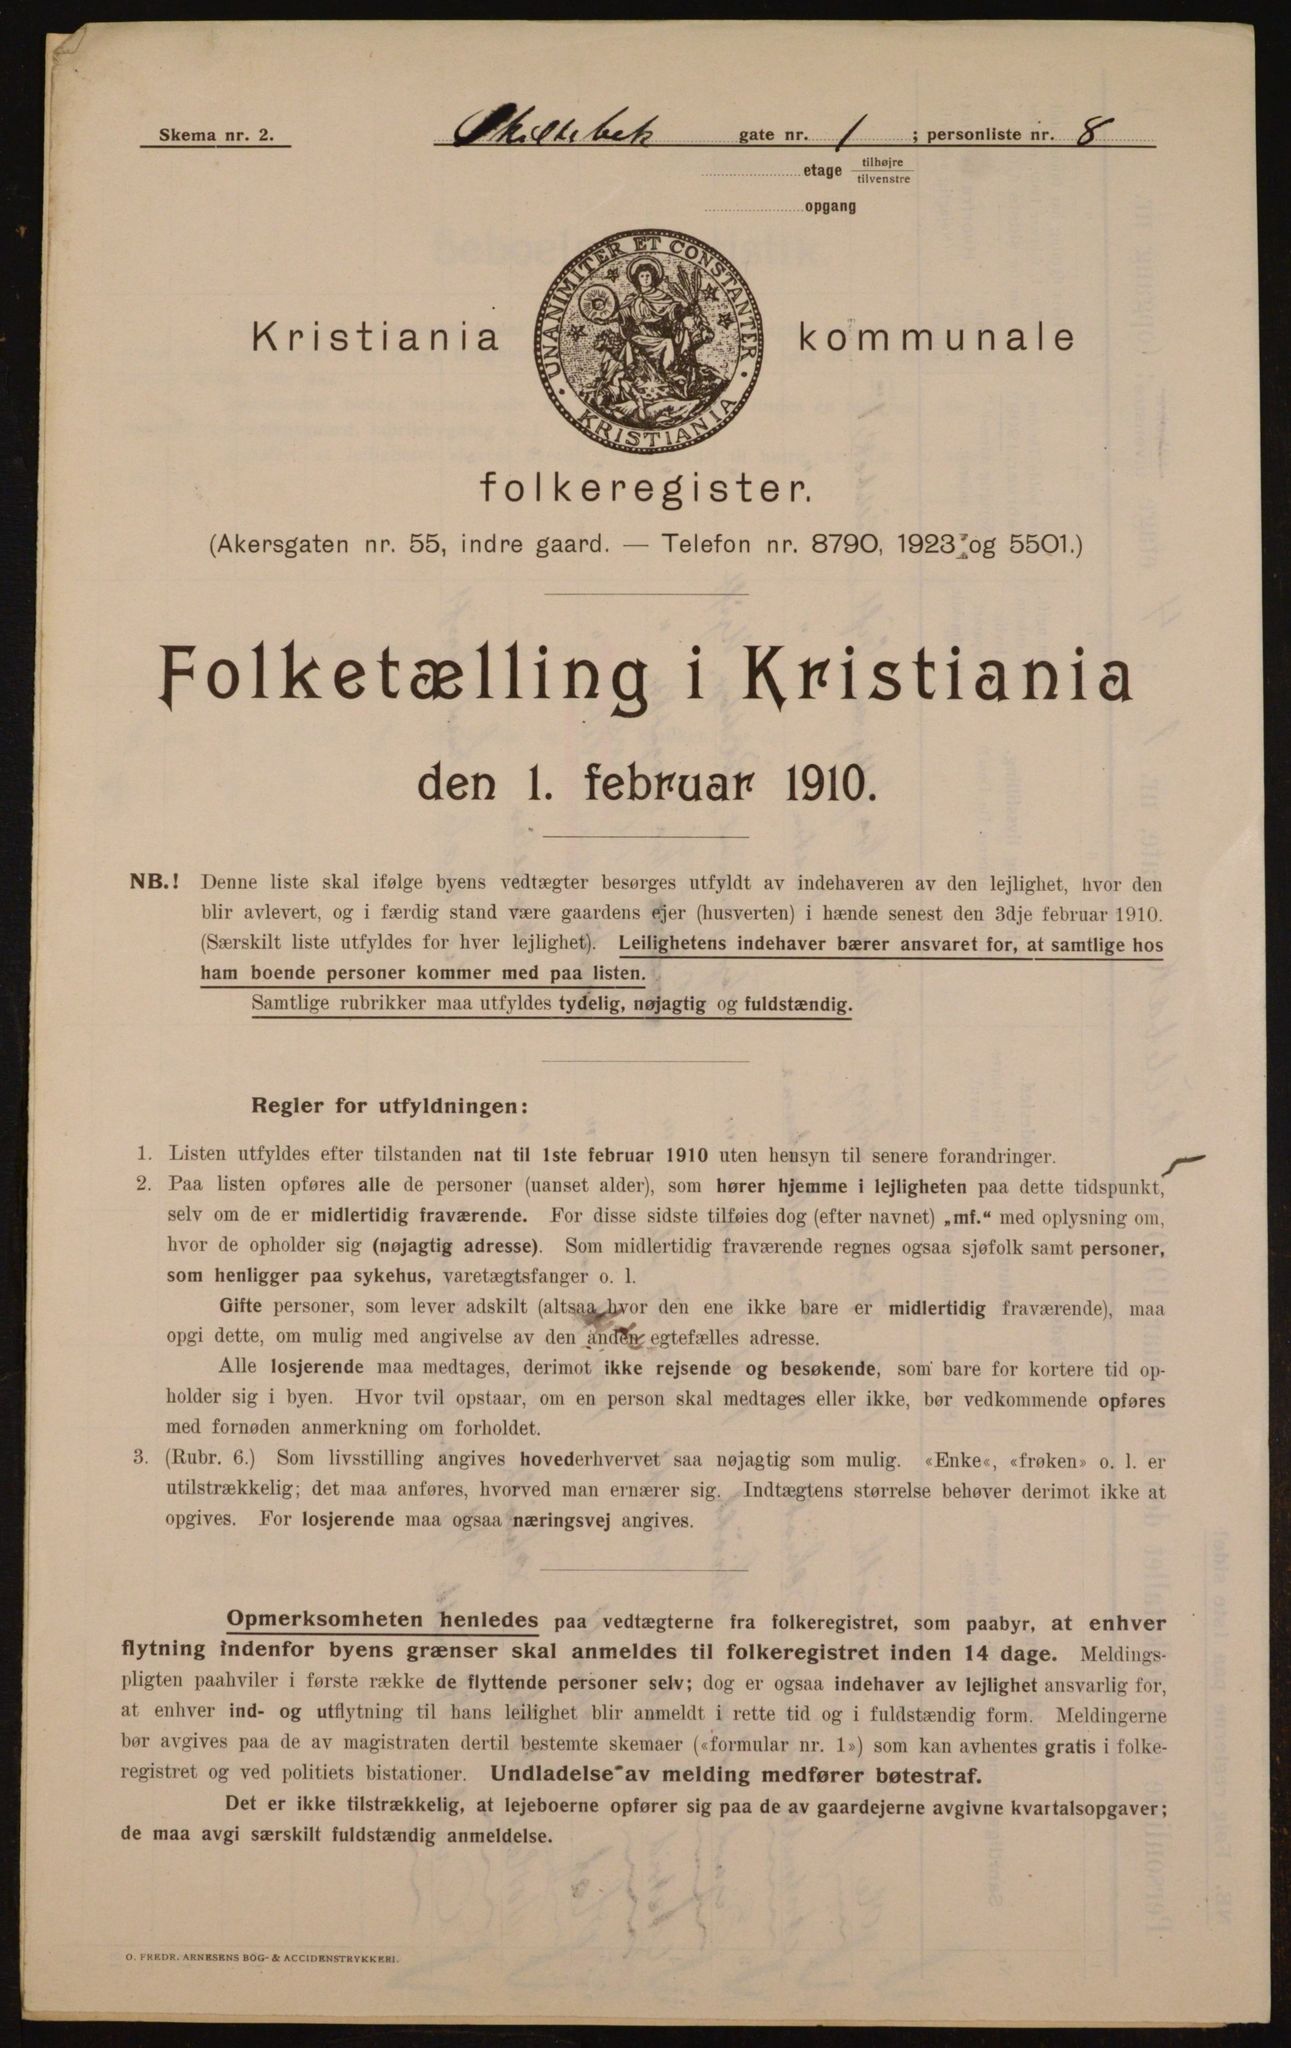 Skema nr. 2.
Skillebek gate nr. 1 ; personliste nr. 8
etage tilhøjre
tilvenstre
opgang
UNANIMITER ET CONSTANTER · KRISTIANIA ·
Kristiania kommunale
folkeregister.
(Akersgaten nr. 55, indre gaard. — Telefon nr. 8790, 1923 og 5501.)
Folketælling i Kristiania
den 1. februar 1910.
NB.! Denne liste skal ifølge byens vedtægter besørges utfyldt av indehaveren av den lejlighet, hvor den
blir avlevert, og i færdig stand være gaardens ejer (husverten) i hænde senest den 3dje februar 1910.
(Særskilt liste utfyldes for hver lejlighet). Leilighetens indehaver bærer ansvaret for, at samtlige hos
ham boende personer kommer med paa listen.
Samtlige rubrikker maa utfyldes tydelig, nøjagtig og fuldstændig.
Regler for utfyldningen:
1. Listen utfyldes efter tilstanden nat til 1ste februar 1910 uten hensyn til senere forandringer.
2. Paa listen opføres alle de personer (uanset alder), som hører hjemme i lejligheten paa dette tidspunkt,
selv om de er midlertidig fraværende. For disse sidste tilføies dog (efter navnet) „mf.“ med oplysning om,
hvor de opholder sig (nøjagtig adresse). Som midlertidig fraværende regnes ogsaa sjøfolk samt personer,
som henligger paa sykehus, varetægtsfanger o. l.
Gifte personer, som lever adskilt (altsaa hvor den ene ikke bare er midlertidig fraværende), maa
opgi dette, om mulig med angivelse av den anden egtefælles adresse.
Alle losjerende maa medtages, derimot ikke rejsende og besøkende, som bare for kortere tid op-
holder sig i byen. Hvor tvil opstaar, om en person skal medtages eller ikke, bør vedkommende opføres
med fornøden anmerkning om forholdet.
3. (Rubr. 6.) Som livsstilling angives hovederhvervet saa nøjagtig som mulig. «Enke«, «frøken» o. l. er
utilstrækkelig; det maa anføres, hvorved man ernærer sig. Indtægtens størrelse behøver derimot ikke at
opgives. For losjerende maa ogsaa næringsvej angives.
Opmerksomheten henledes paa vedtægterne fra folkeregistret, som paabyr, at enhver
flytning indenfor byens grænser skal anmeldes til folkeregistret inden 14 dage. Meldings-
pligten paahviler i første række de flyttende personer selv; dog er ogsaa indehaver av lejlighet ansvarlig for,
at enhver ind- og utflytning til hans leilighet blir anmeldt i rette tid og i fuldstændig form. Meldingerne
bør avgives paa de av magistraten dertil bestemte skemaer («formular nr. 1») som kan avhentes gratis i folke-
registret og ved politiets bistationer. Undladelse av melding medfører bøtestraf.
Det er ikke tilstrækkelig, at lejeboerne opfører sig paa de av gaardejerne avgivne kvartalsopgaver;
de maa avgi særskilt fuldstændig anmeldelse.
O. FREDR. ARNESENS BOG- & ACCIDENSTRYKKERI.